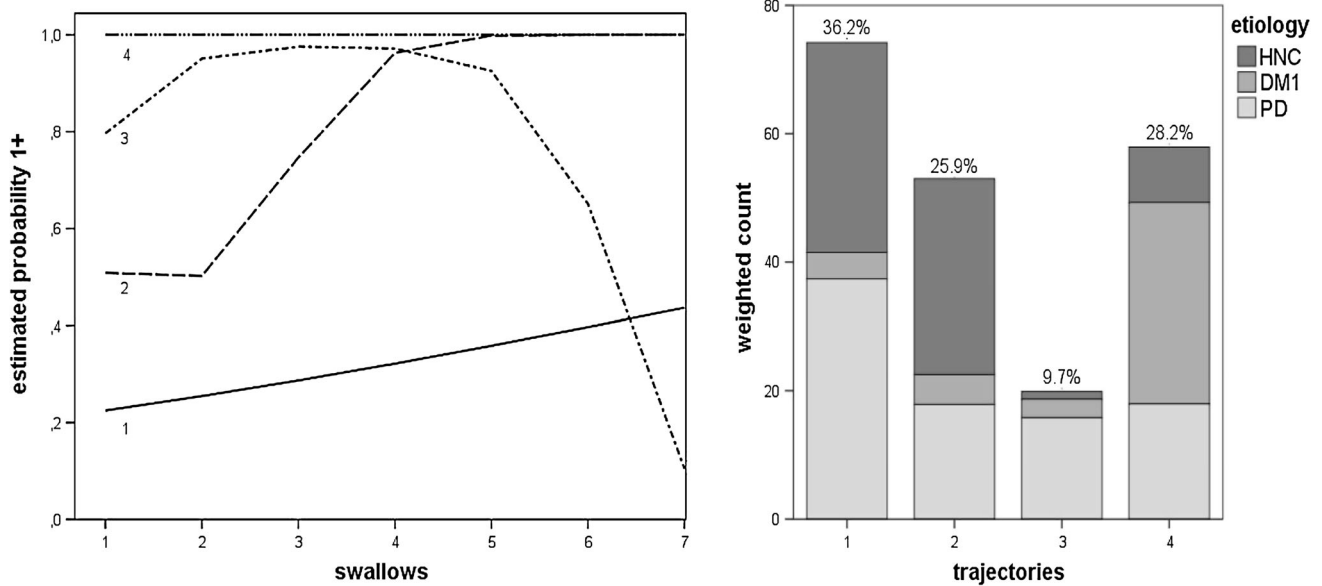 estimated probability 1+
1,0
,8
,6
,4
,2
,0
4
3
2
1
1 2 3 4 5 6 7
swallows
weighted count
80
60
40
20
0
36.2%
25.9%
9.7%
28.2%
1 2 3 4
trajectories
etiology
HNC
DM1
PD